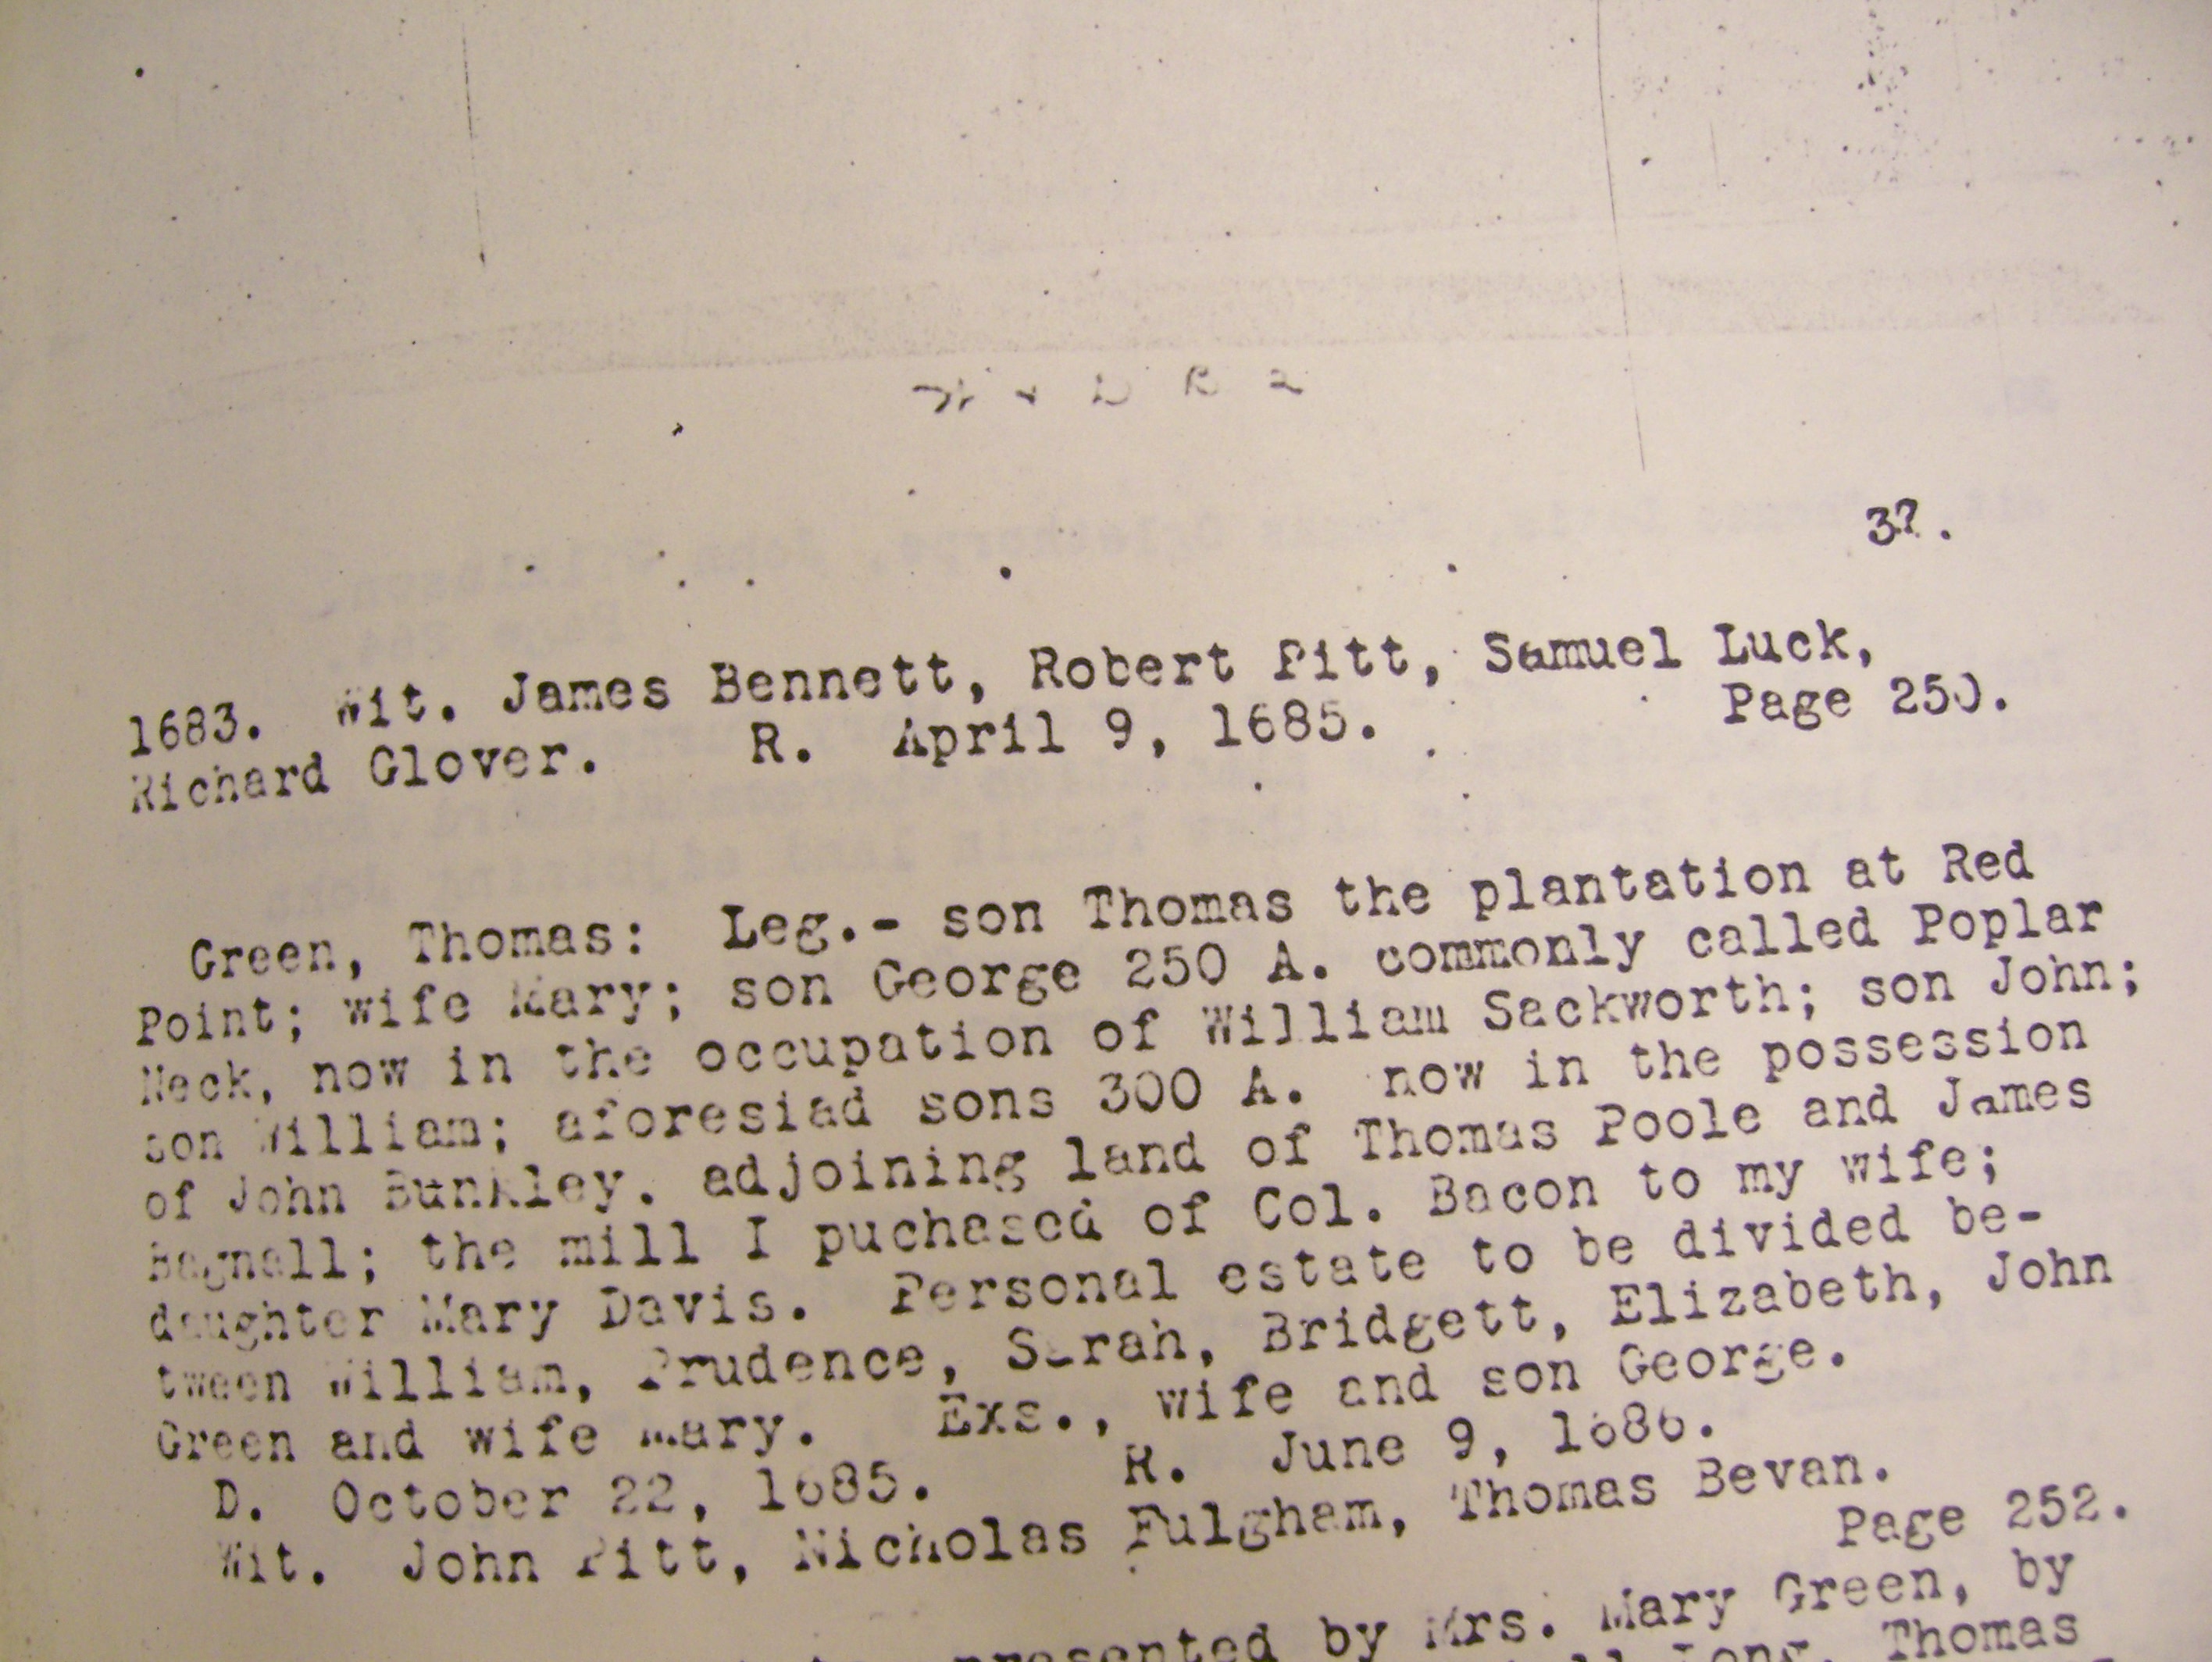 3?.
1683. Wit. James Bennett, Robert Pitt, Samuel Luck,
Richard Glover. R. April 9, 1685. Page 250.
Green, Thomas: Leg.- son Thomas the plantation at Red
Point; wife Mary; son George 250 A. commonly called Poplar
Neck, now in the occupation of William Sackworth; son John;
son William; aforesiad sons 300 A. now in the possession
of John Bunkley, adjoining land of Thomas Poole and James
Bagnall; the mill I puchased of Col. Bacon to my wife;
daughter Mary Davis. Personal estate to be divided be-
tween William, Prudence, Sarah, Bridgett, Elizabeth, John
Green and wife Mary. Exs., wife and son George.
D. October 22, 1685. R. June 9, 1686.
Wit. John Pitt, Nicholas Fulgham, Thomas Bevan.
Page 252.
presented by Mrs. Mary Green, by
Long, Thomas